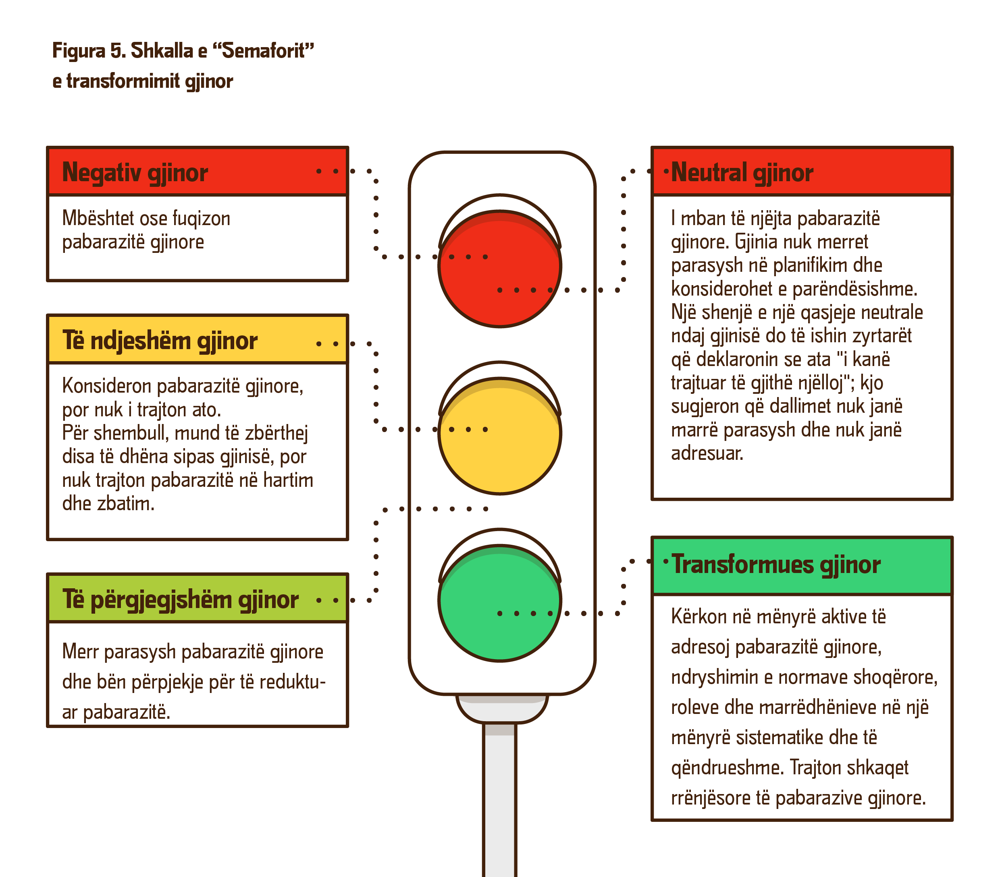 Figura 5. Shkalla e “Semaforit”
e transformimit gjinor
Negativ gjinor
Mbështet ose fuqizon
pabarazitë gjinore
Të ndjeshëm gjinor
Konsideron pabarazitë gjinore,
por nuk i trajton ato.
Për shembull, mund të zbërthej
disa të dhëna sipas gjinisë, por
nuk trajton pabarazitë në hartim
dhe zbatim.
Të përgjegjshëm gjinor
Merr parasysh pabarazitë gjinore
dhe bën përpjekje për të reduktu-
ar pabarazitë.
Neutral gjinor
I mban të njëjta pabarazitë
gjinore. Gjinia nuk merret
parasysh në planifikim dhe
konsiderohet e parëndësishme.
Një shenjë e një qasjeje neutrale
ndaj gjinisë do të ishin zyrtarët
që deklaronin se ata "i kanë
trajtuar të gjithë njëlloj"; kjo
sugjeron që dallimet nuk janë
marrë parasysh dhe nuk janë
adresuar.
Transformues gjinor
Kërkon në mënyrë aktive të
adresoj pabarazitë gjinore,
ndryshimin e normave shoqërore,
roleve dhe marrëdhënieve në një
mënyrë sistematike dhe të
qëndrueshme. Trajton shkaqet
rrënjësore të pabarazive gjinore.